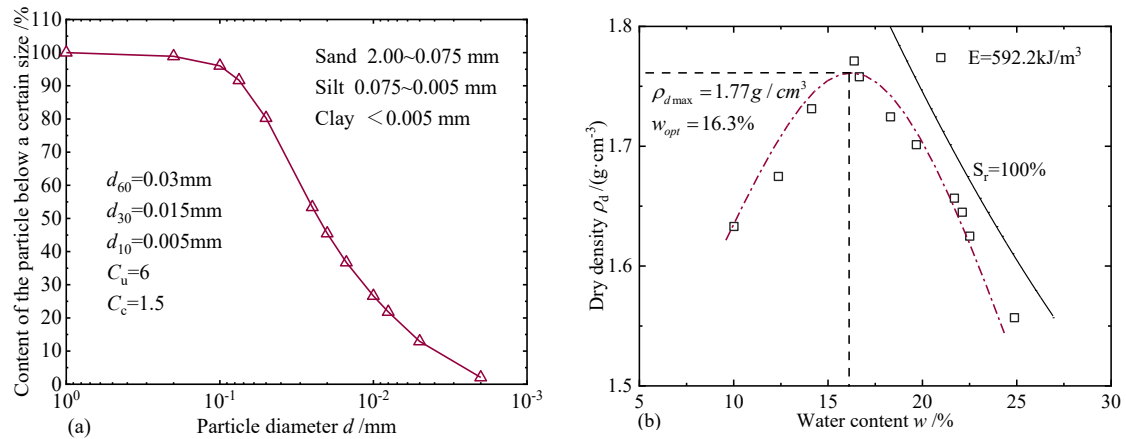 Content of the particle below a certain size /%
110
100
90
80
70
60
50
40
30
20
10
0
Sand 2.00~0.075 mm
Silt 0.075~0.005 mm
Clay ＜0.005 mm
d60=0.03mm
d30=0.015mm
d10=0.005mm
Cu=6
Cc=1.5
10⁰ 10⁻¹ 10⁻² 10⁻³
(a) Particle diameter d /mm
Dry density ρd /(g·cm⁻³)
1.8
1.7
1.6
1.5
E=592.2kJ/m³
ρd max = 1.77g / cm³
wopt = 16.3%
Sr=100%
5 10 15 20 25 30
(b) Water content w /%